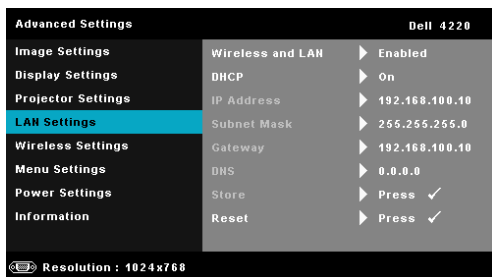 Advanced Settings Dell 4220
Image Settings Wireless and LAN Enabled
Display Settings DHCP On
Projector Settings IP Address 192.168.100.10
LAN Settings Subnet Mask 255.255.255.0
Wireless Settings Gateway 192.168.100.10
Menu Settings DNS 0.0.0.0
Power Settings Store Press ✓
Information Reset Press ✓
Resolution : 1024x768